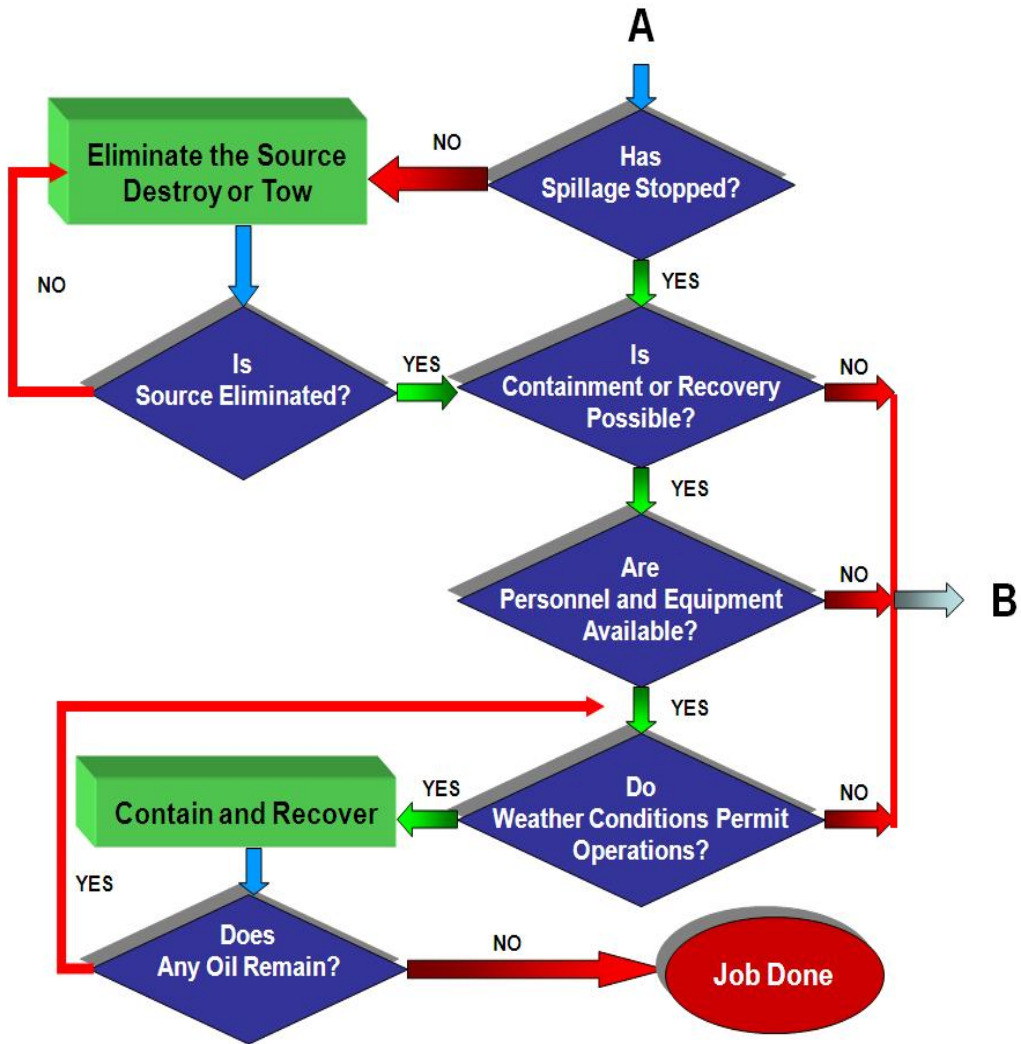 A
Has
Spillage Stopped?
NO
YES
Eliminate the Source
Destroy or Tow
NO
Is
Source Eliminated?
YES
Is
Containment or Recovery
Possible?
NO
YES
Are
Personnel and Equipment
Available?
NO
B
YES
Do
Weather Conditions Permit
Operations?
NO
YES
Contain and Recover
YES
Does
Any Oil Remain?
NO
Job Done